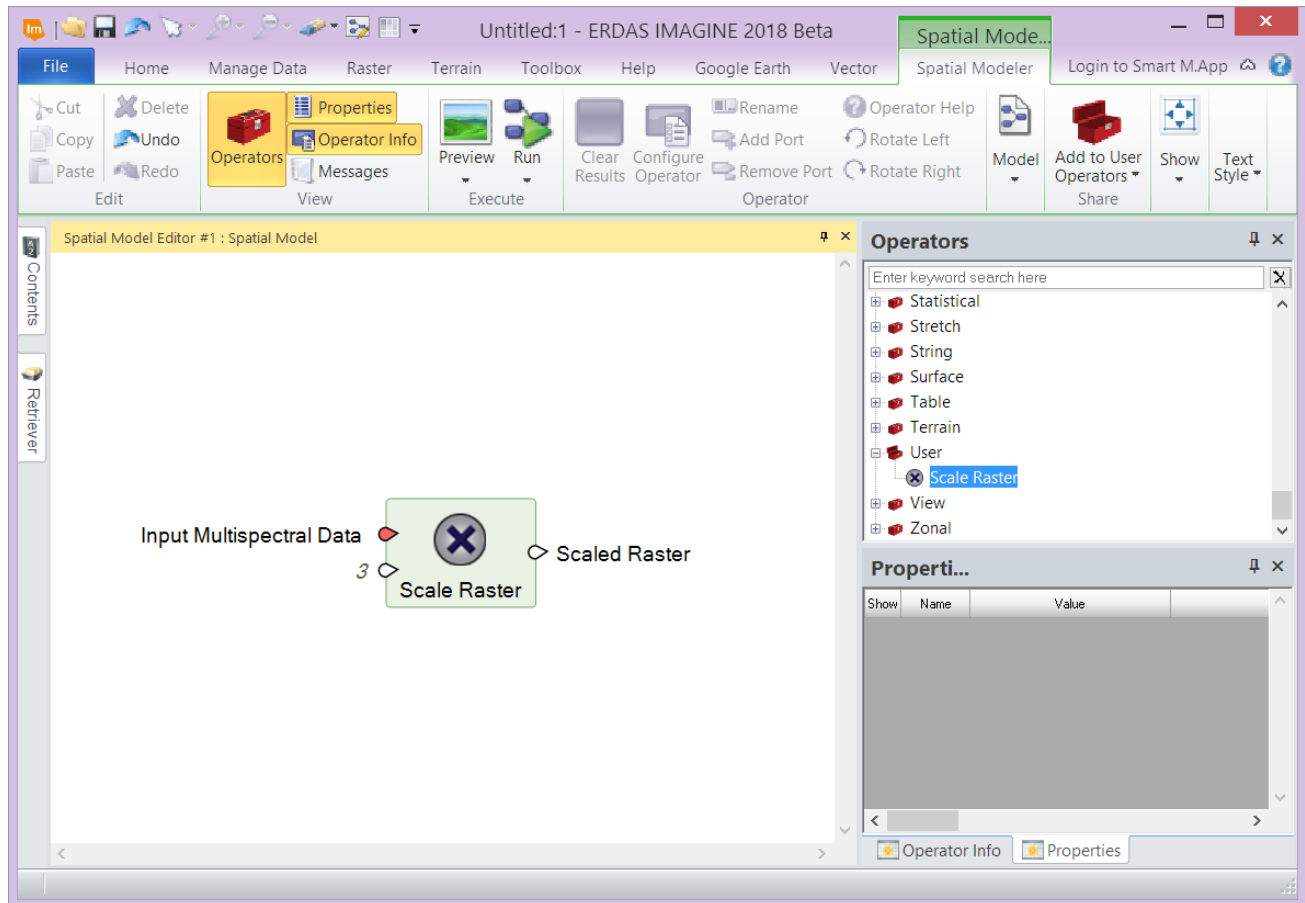 Im
Untitled:1 - ERDAS IMAGINE 2018 Beta
Spatial Mode...
File Home Manage Data Raster Terrain Toolbox Help Google Earth Vector Spatial Modeler Login to Smart M.App
Cut Delete Properties Rename Operator Help
Copy Undo Operator Info Add Port Rotate Left
Operators Preview Run Clear Results Configure Operator Model Add to User Operators Show Text Style
Paste Redo Messages Remove Port Rotate Right
Edit View Execute Operator Share
Contents
Retriever
Spatial Model Editor #1 : Spatial Model
Input Multispectral Data
3
Scale Raster
Scaled Raster
Operators
Enter keyword search here
Statistical
Stretch
String
Surface
Table
Terrain
User
Scale Raster
View
Zonal
Properti...
Show Name Value
Operator Info Properties